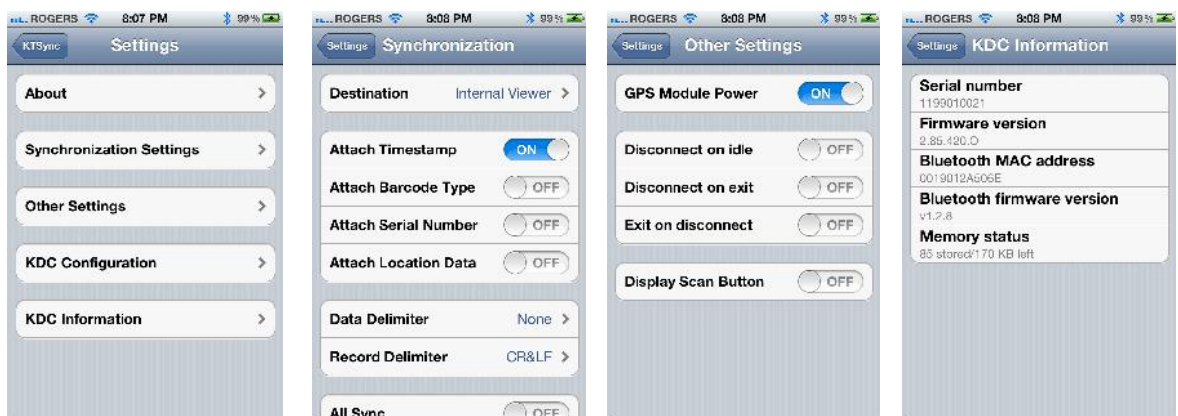 ROGERS 8:07 PM 99%
KTSync Settings
About
Synchronization Settings
Other Settings
KDC Configuration
KDC Information
ROGERS 8:08 PM 99%
Settings Synchronization
Destination Internal Viewer
Attach Timestamp ON
Attach Barcode Type OFF
Attach Serial Number OFF
Attach Location Data OFF
Data Delimiter None
Record Delimiter CR&LF
All Sync OFF
ROGERS 8:08 PM 99%
Settings Other Settings
GPS Module Power ON
Disconnect on idle OFF
Disconnect on exit OFF
Exit on disconnect OFF
Display Scan Button OFF
ROGERS 8:08 PM 99%
Settings KDC Information
Serial number
1199010021
Firmware version
2.85.420.O
Bluetooth MAC address
Bluetooth firmware version
v1.2.8
Memory status
85 stored/170 KB left